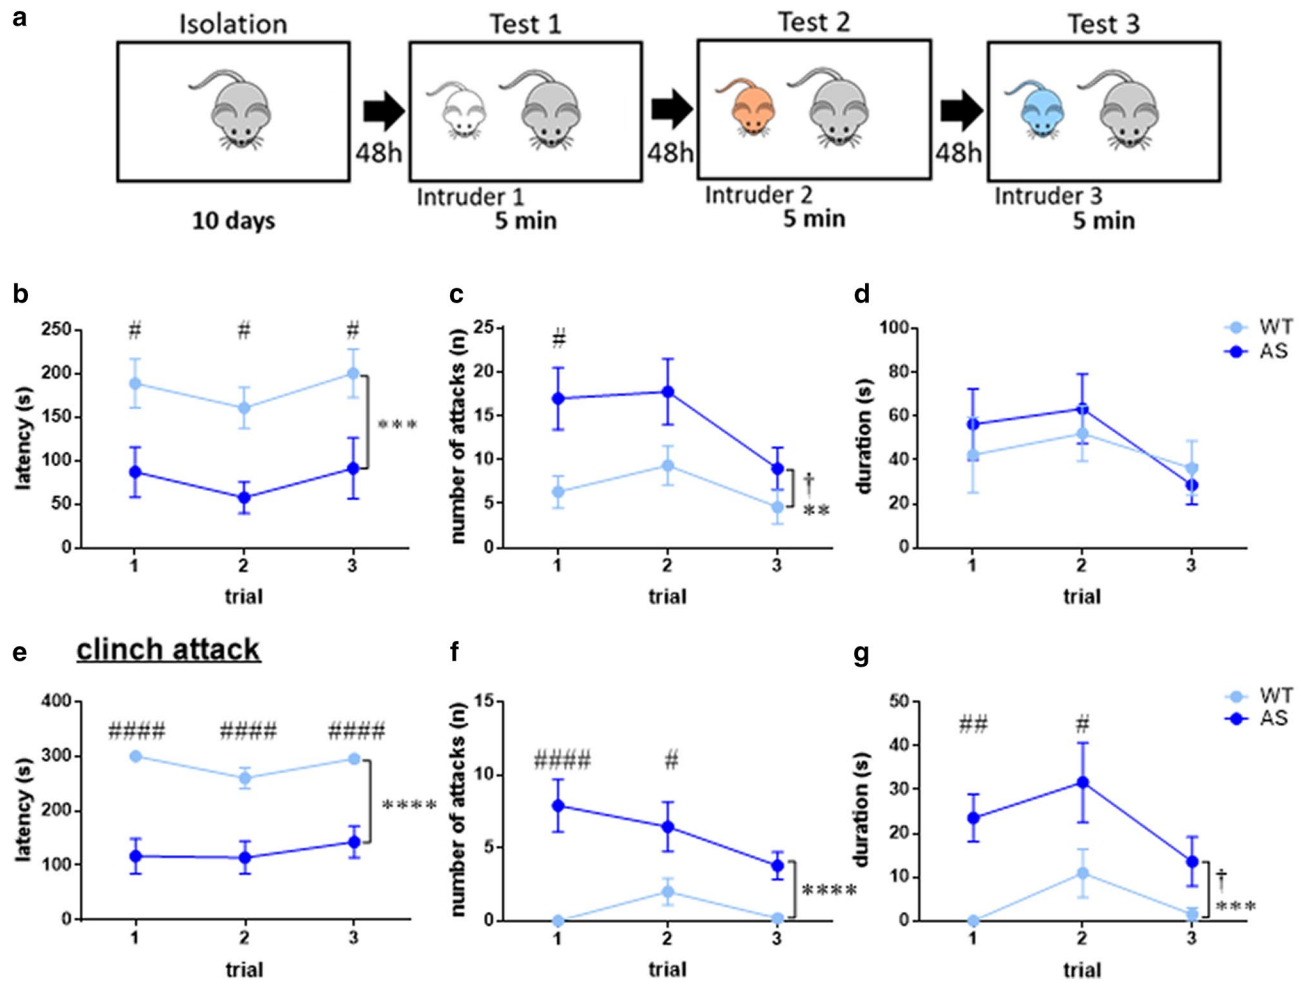 a
Isolation Test 1 Test 2 Test 3
48h 48h 48h
Intruder 1 Intruder 2 Intruder 3
10 days 5 min 5 min 5 min
b
latency (s)
250
200
150
100
50
0
# # #
***
1 2 3
trial
c
number of attacks (n)
25
20
15
10
5
0
#
†
**
1 2 3
trial
d
duration (s)
100
80
60
40
20
0
1 2 3
trial
WT
AS
e
clinch attack
latency (s)
400
300
200
100
0
#### #### ####
****
1 2 3
trial
f
number of attacks (n)
15
10
5
0
#### #
****
1 2 3
trial
g
duration (s)
50
40
30
20
10
0
## #
†
***
1 2 3
trial
WT
AS